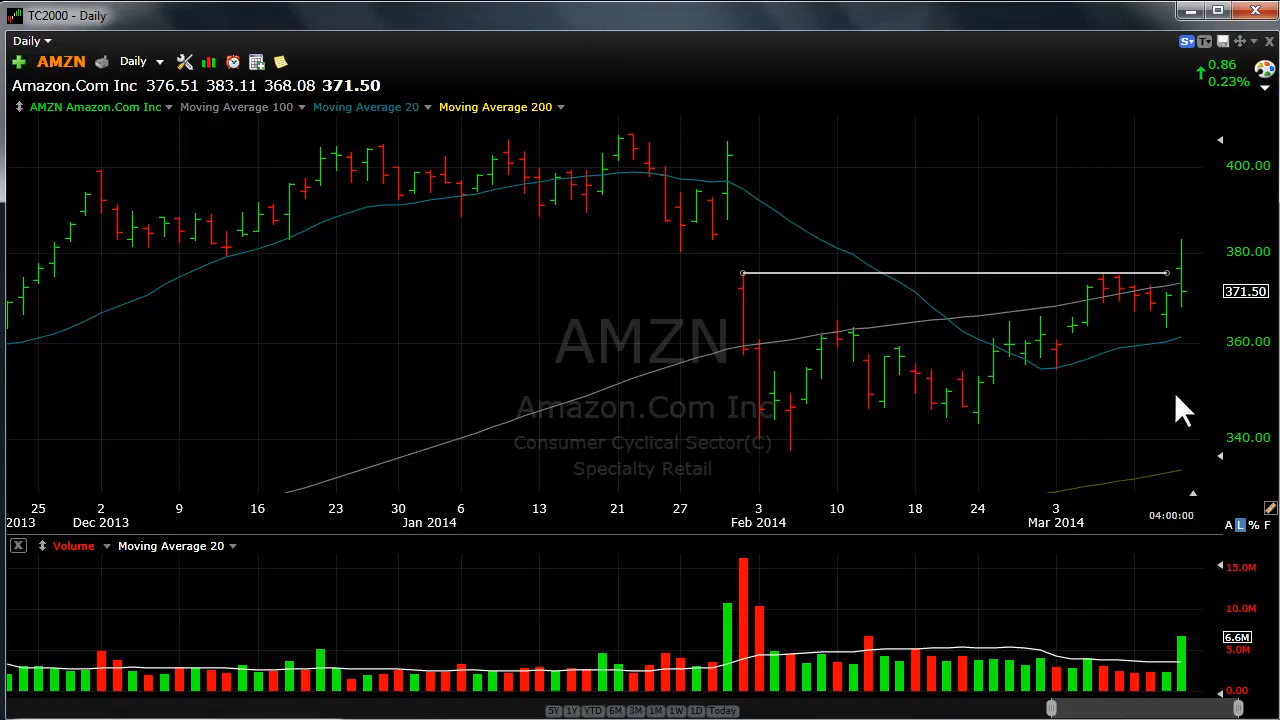 TC2000 - Daily
Daily
AMZN Daily
Amazon.Com Inc 376.51 383.11 368.08 371.50
0.86
0.23%
AMZN Amazon.Com Inc Moving Average 100 Moving Average 20 Moving Average 200
400.00
380.00
371.50
360.00
340.00
AMZN
Amazon.Com Inc
Consumer Cyclical Sector(C)
Specialty Retail
25 2 9 16 23 30 6 13 21 27 3 10 18 24 3
2013 Dec 2013 Jan 2014 Feb 2014 Mar 2014 04:00:00
A L % F
X Volume Moving Average 20
15.0M
10.0M
6.6M
5.0M
0.00
5Y 1Y YTD 6M 3M 1M 1W 1D Today